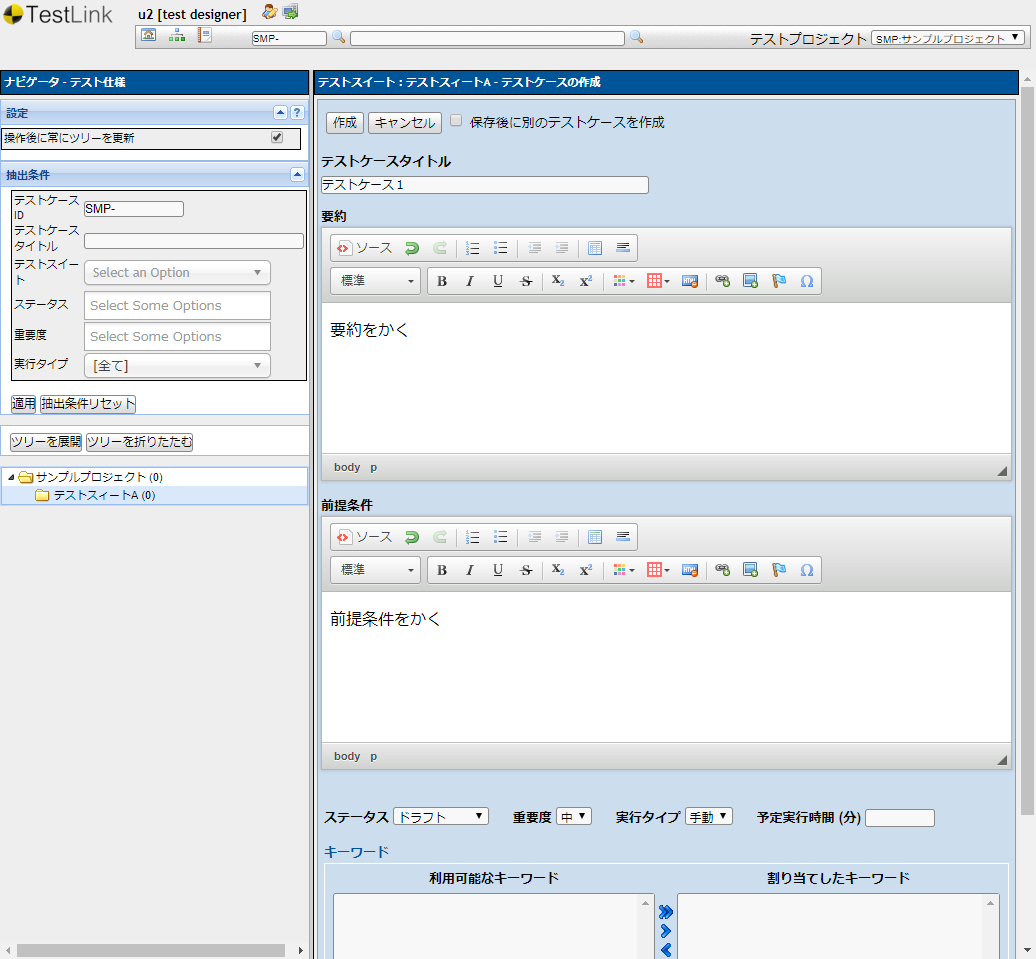 TestLink
u2 [test designer]
SMP-
テストプロジェクト
SMP:サンプルプロジェクト
ナビゲータ - テスト仕様
設定
操作後に常にツリーを更新
抽出条件
テストケース
ID
SMP-
テストケース
タイトル
テストスイー
ト
Select an Option
ステータス
Select Some Options
重要度
Select Some Options
実行タイプ
[全て]
適用
抽出条件リセット
ツリーを展開
ツリーを折りたたむ
サンプルプロジェクト (0)
テストスィートA (0)
テストスイート : テストスィートA - テストケースの作成
作成
キャンセル
保存後に別のテストケースを作成
テストケースタイトル
テストケース１
要約
ソース
標準
B I U S X₂ X² Ω
要約をかく
body p
前提条件
ソース
標準
B I U S X₂ X² Ω
前提条件をかく
body p
ステータス ドラフト
重要度 中
実行タイプ 手動
予定実行時間 (分)
キーワード
利用可能なキーワード
割り当てしたキーワード